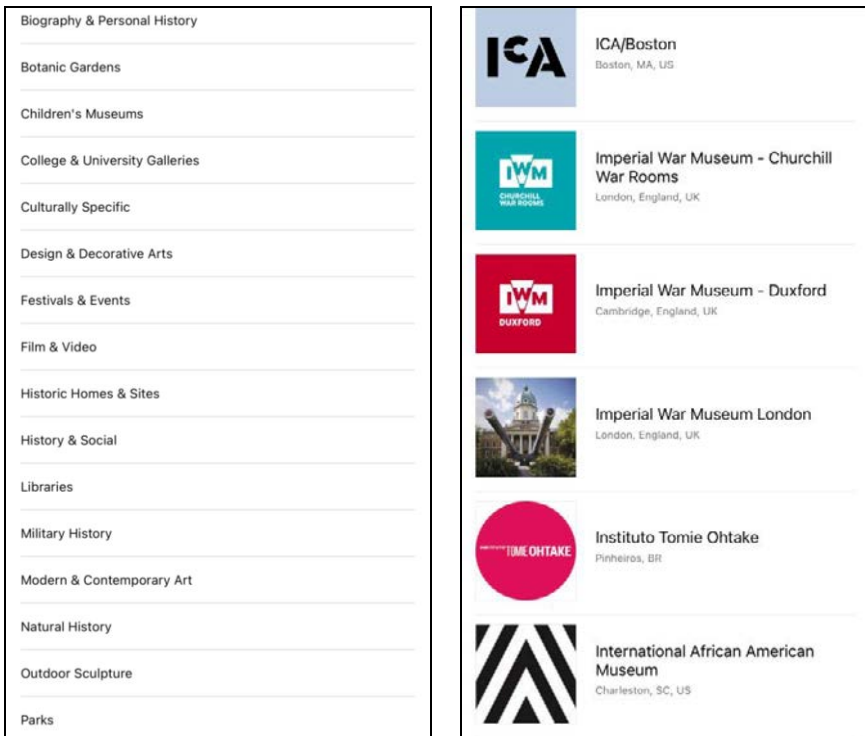 Biography & Personal History
Botanic Gardens
Children's Museums
College & University Galleries
Culturally Specific
Design & Decorative Arts
Festivals & Events
Film & Video
Historic Homes & Sites
History & Social
Libraries
Military History
Modern & Contemporary Art
Natural History
Outdoor Sculpture
Parks
ICA
ICA/Boston
Boston, MA, US
IWM
CHURCHILL
WAR ROOMS
Imperial War Museum - Churchill
War Rooms
London, England, UK
IWM
DUXFORD
Imperial War Museum - Duxford
Cambridge, England, UK
Imperial War Museum London
London, England, UK
TOMIE OHTAKE
Instituto Tomie Ohtake
Pinheiros, BR
International African American
Museum
Charleston, SC, US